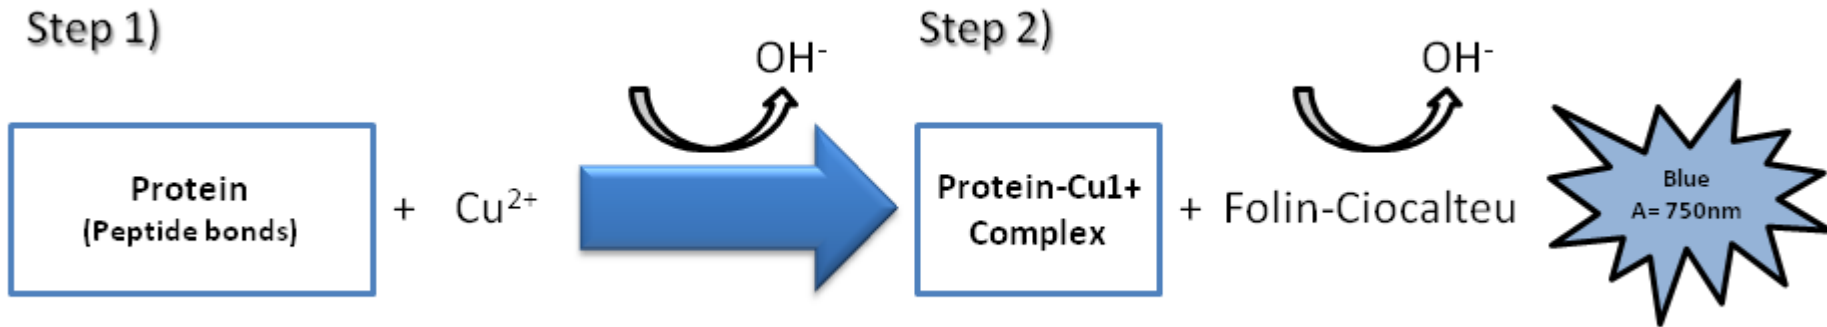 Step 1)
Step 2)
OH⁻
OH⁻
Protein
(Peptide bonds)
+
Cu²⁺
Protein-Cu1+
Complex
+ Folin-Ciocalteu
Blue
A= 750nm